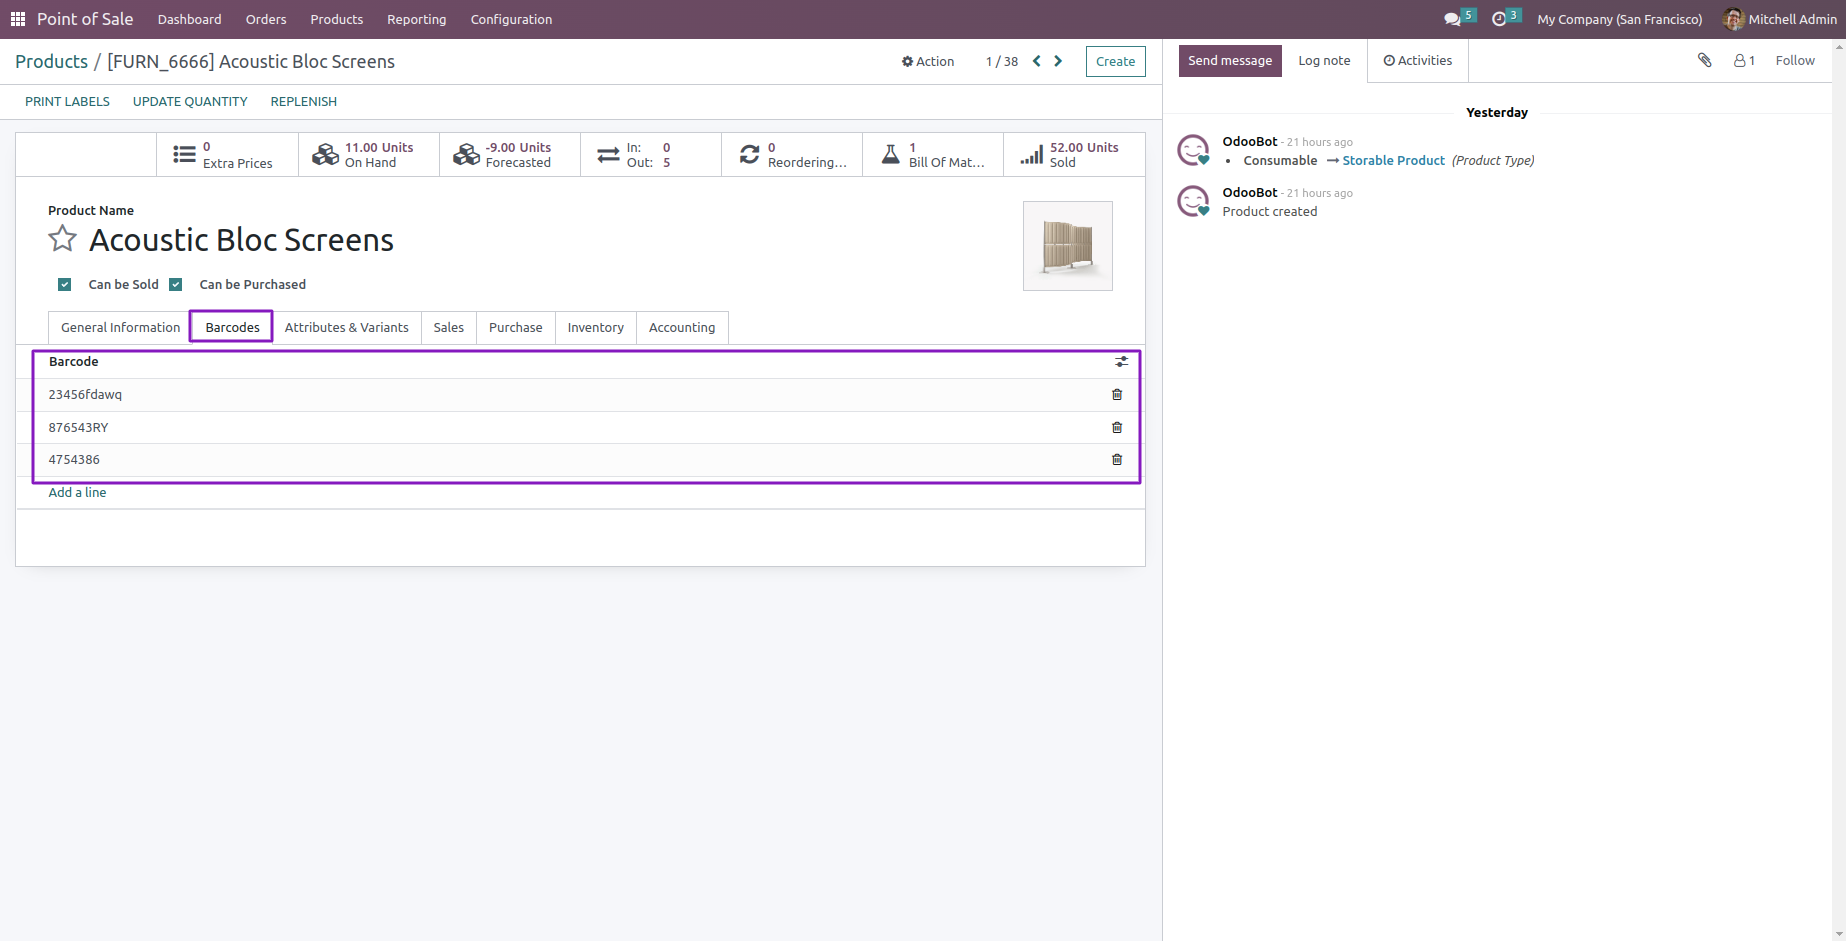 Point of Sale Dashboard Orders Products Reporting Configuration 5 3 My Company (San Francisco) Mitchell Admin
Products / [FURN_6666] Acoustic Bloc Screens Action 1 / 38 Create
PRINT LABELS UPDATE QUANTITY REPLENISH
0
Extra Prices
11.00 Units
On Hand
-9.00 Units
Forecasted
In: 0
Out: 5
0
Reordering...
1
Bill Of Mat...
52.00 Units
Sold
Product Name
Acoustic Bloc Screens
Can be Sold Can be Purchased
General Information Barcodes Attributes & Variants Sales Purchase Inventory Accounting
Barcode
23456fdawq
876543RY
4754386
Add a line
Send message Log note Activities 1 Follow
Yesterday
OdooBot - 21 hours ago
• Consumable → Storable Product (Product Type)
OdooBot - 21 hours ago
Product created